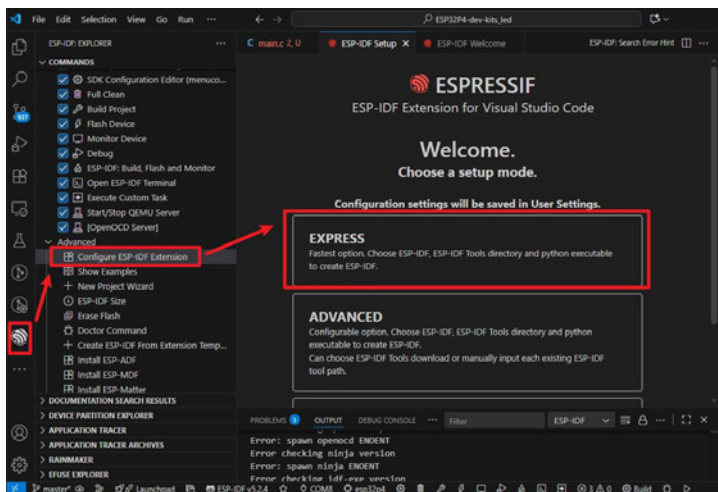 File Edit Selection View Go Run ···
ESP32P4-dev-kits_led
ESP-IDF: EXPLORER ···
COMMANDS
SDK Configuration Editor (menuco...
Full Clean
Build Project
Flash Device
Monitor Device
Debug
ESP-IDF: Build, Flash and Monitor
Open ESP-IDF Terminal
Execute Custom Task
Start/Stop QEMU Server
[OpenOCD Server]
Advanced
Configure ESP-IDF Extension
Show Examples
New Project Wizard
ESP-IDF Size
Erase Flash
Doctor Command
Create ESP-IDF From Extension Temp...
Install ESP-ADF
Install ESP-MDF
Install ESP-Matter
DOCUMENTATION SEARCH RESULTS
DEVICE PARTITION EXPLORER
APPLICATION TRACER
APPLICATION TRACER ARCHIVES
RAINMAKER
EFUSE EXPLORER
C main.c 2, U
ESP-IDF Setup X
ESP-IDF Welcome
ESP-IDF: Search Error Hint ···
ESPRESSIF
ESP-IDF Extension for Visual Studio Code
Welcome.
Choose a setup mode.
Configuration settings will be saved in User Settings.
EXPRESS
Fastest option. Choose ESP-IDF, ESP-IDF Tools directory and python executable
to create ESP-IDF.
ADVANCED
Configurable option. Choose ESP-IDF, ESP-IDF Tools directory and python
executable to create ESP-IDF.
Can choose ESP-IDF Tools download or manually input each existing ESP-IDF
tool path.
PROBLEMS OUTPUT DEBUG CONSOLE ··· Filter ESP-IDF
Error: spawn openocd ENOENT
Error checking ninja version
Error: spawn ninja ENOENT
Error checking idf.exe version
master* Launchpad ESP-IDF v5.2.4 COM8 esp32p4 3 0 Build